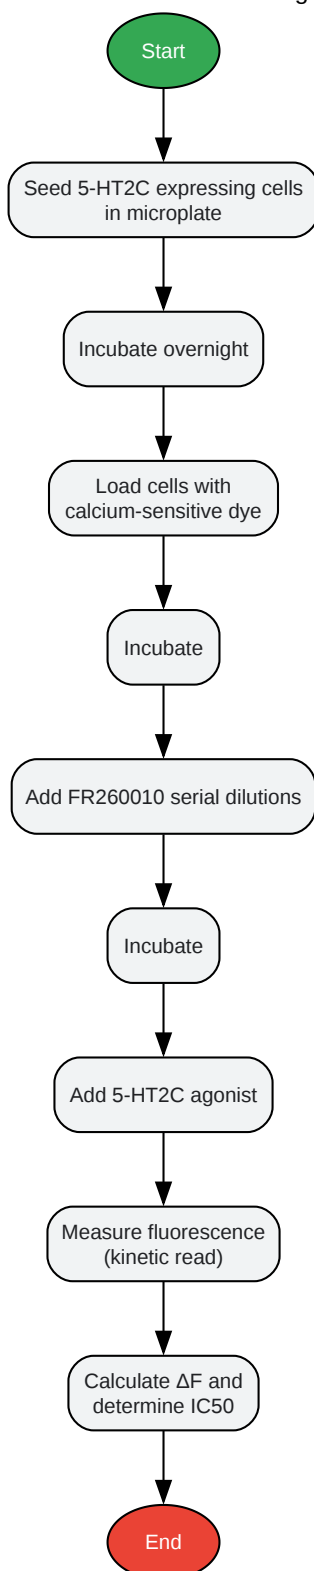 Start
Seed 5-HT2C expressing cells
in microplate
Incubate overnight
Load cells with
calcium-sensitive dye
Incubate
Add FR260010 serial dilutions
Incubate
Add 5-HT2C agonist
Measure fluorescence
(kinetic read)
Calculate ΔF and
determine IC50
End